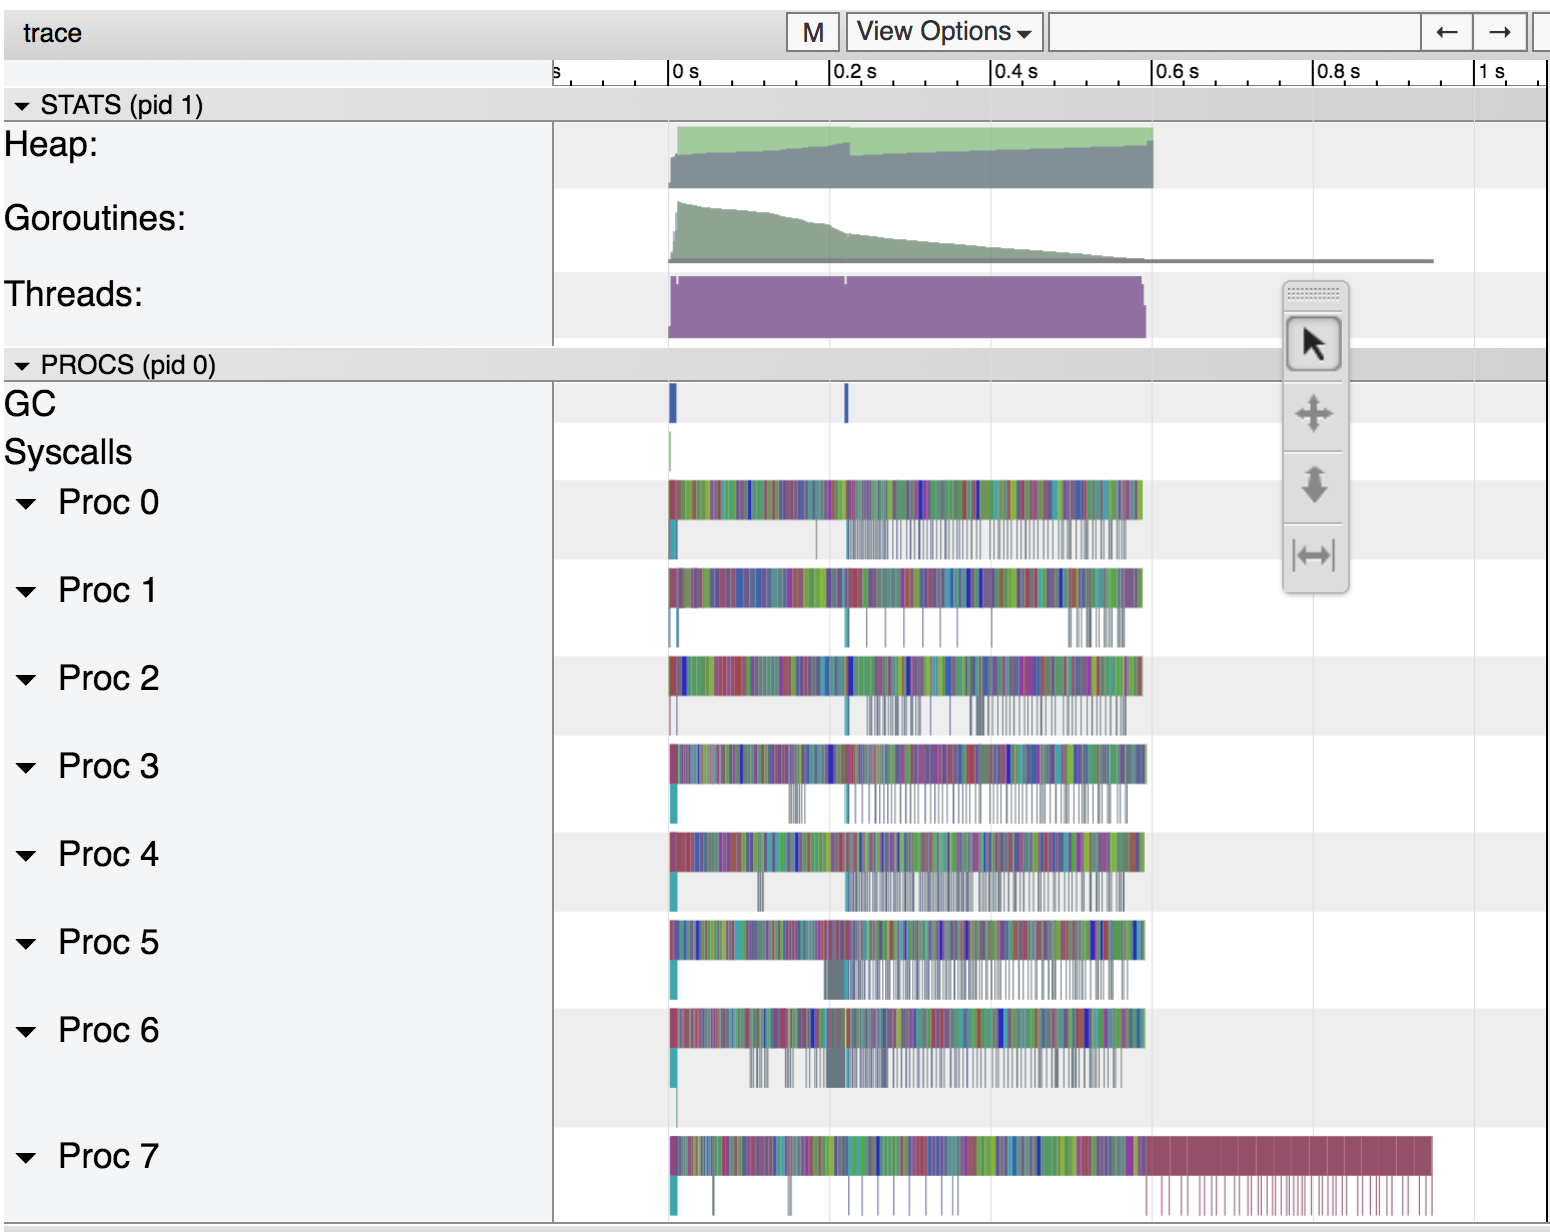 trace
M
View Options
←
→
s
0 s
0.2 s
0.4 s
0.6 s
0.8 s
1 s
STATS (pid 1)
Heap:
Goroutines:
Threads:
PROCS (pid 0)
GC
Syscalls
Proc 0
Proc 1
Proc 2
Proc 3
Proc 4
Proc 5
Proc 6
Proc 7